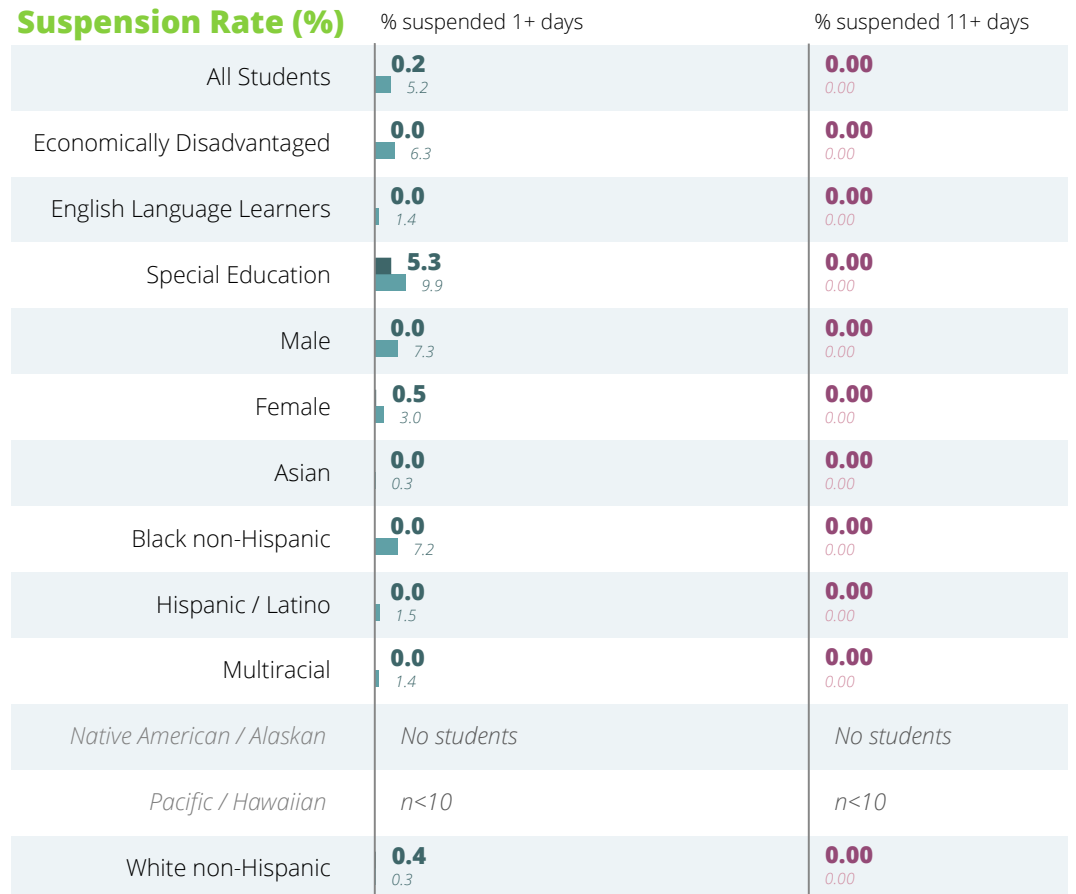 Suspension Rate (%) % suspended 1+ days % suspended 11+ days
All Students 0.2 0.00
5.2 0.00
Economically Disadvantaged 0.0 0.00
6.3 0.00
English Language Learners 0.0 0.00
1.4 0.00
Special Education 5.3 0.00
9.9 0.00
Male 0.0 0.00
7.3 0.00
Female 0.5 0.00
3.0 0.00
Asian 0.0 0.00
0.3 0.00
Black non-Hispanic 0.0 0.00
7.2 0.00
Hispanic / Latino 0.0 0.00
1.5 0.00
Multiracial 0.0 0.00
1.4 0.00
Native American / Alaskan No students No students
Pacific / Hawaiian n<10 n<10
White non-Hispanic 0.4 0.00
0.3 0.00